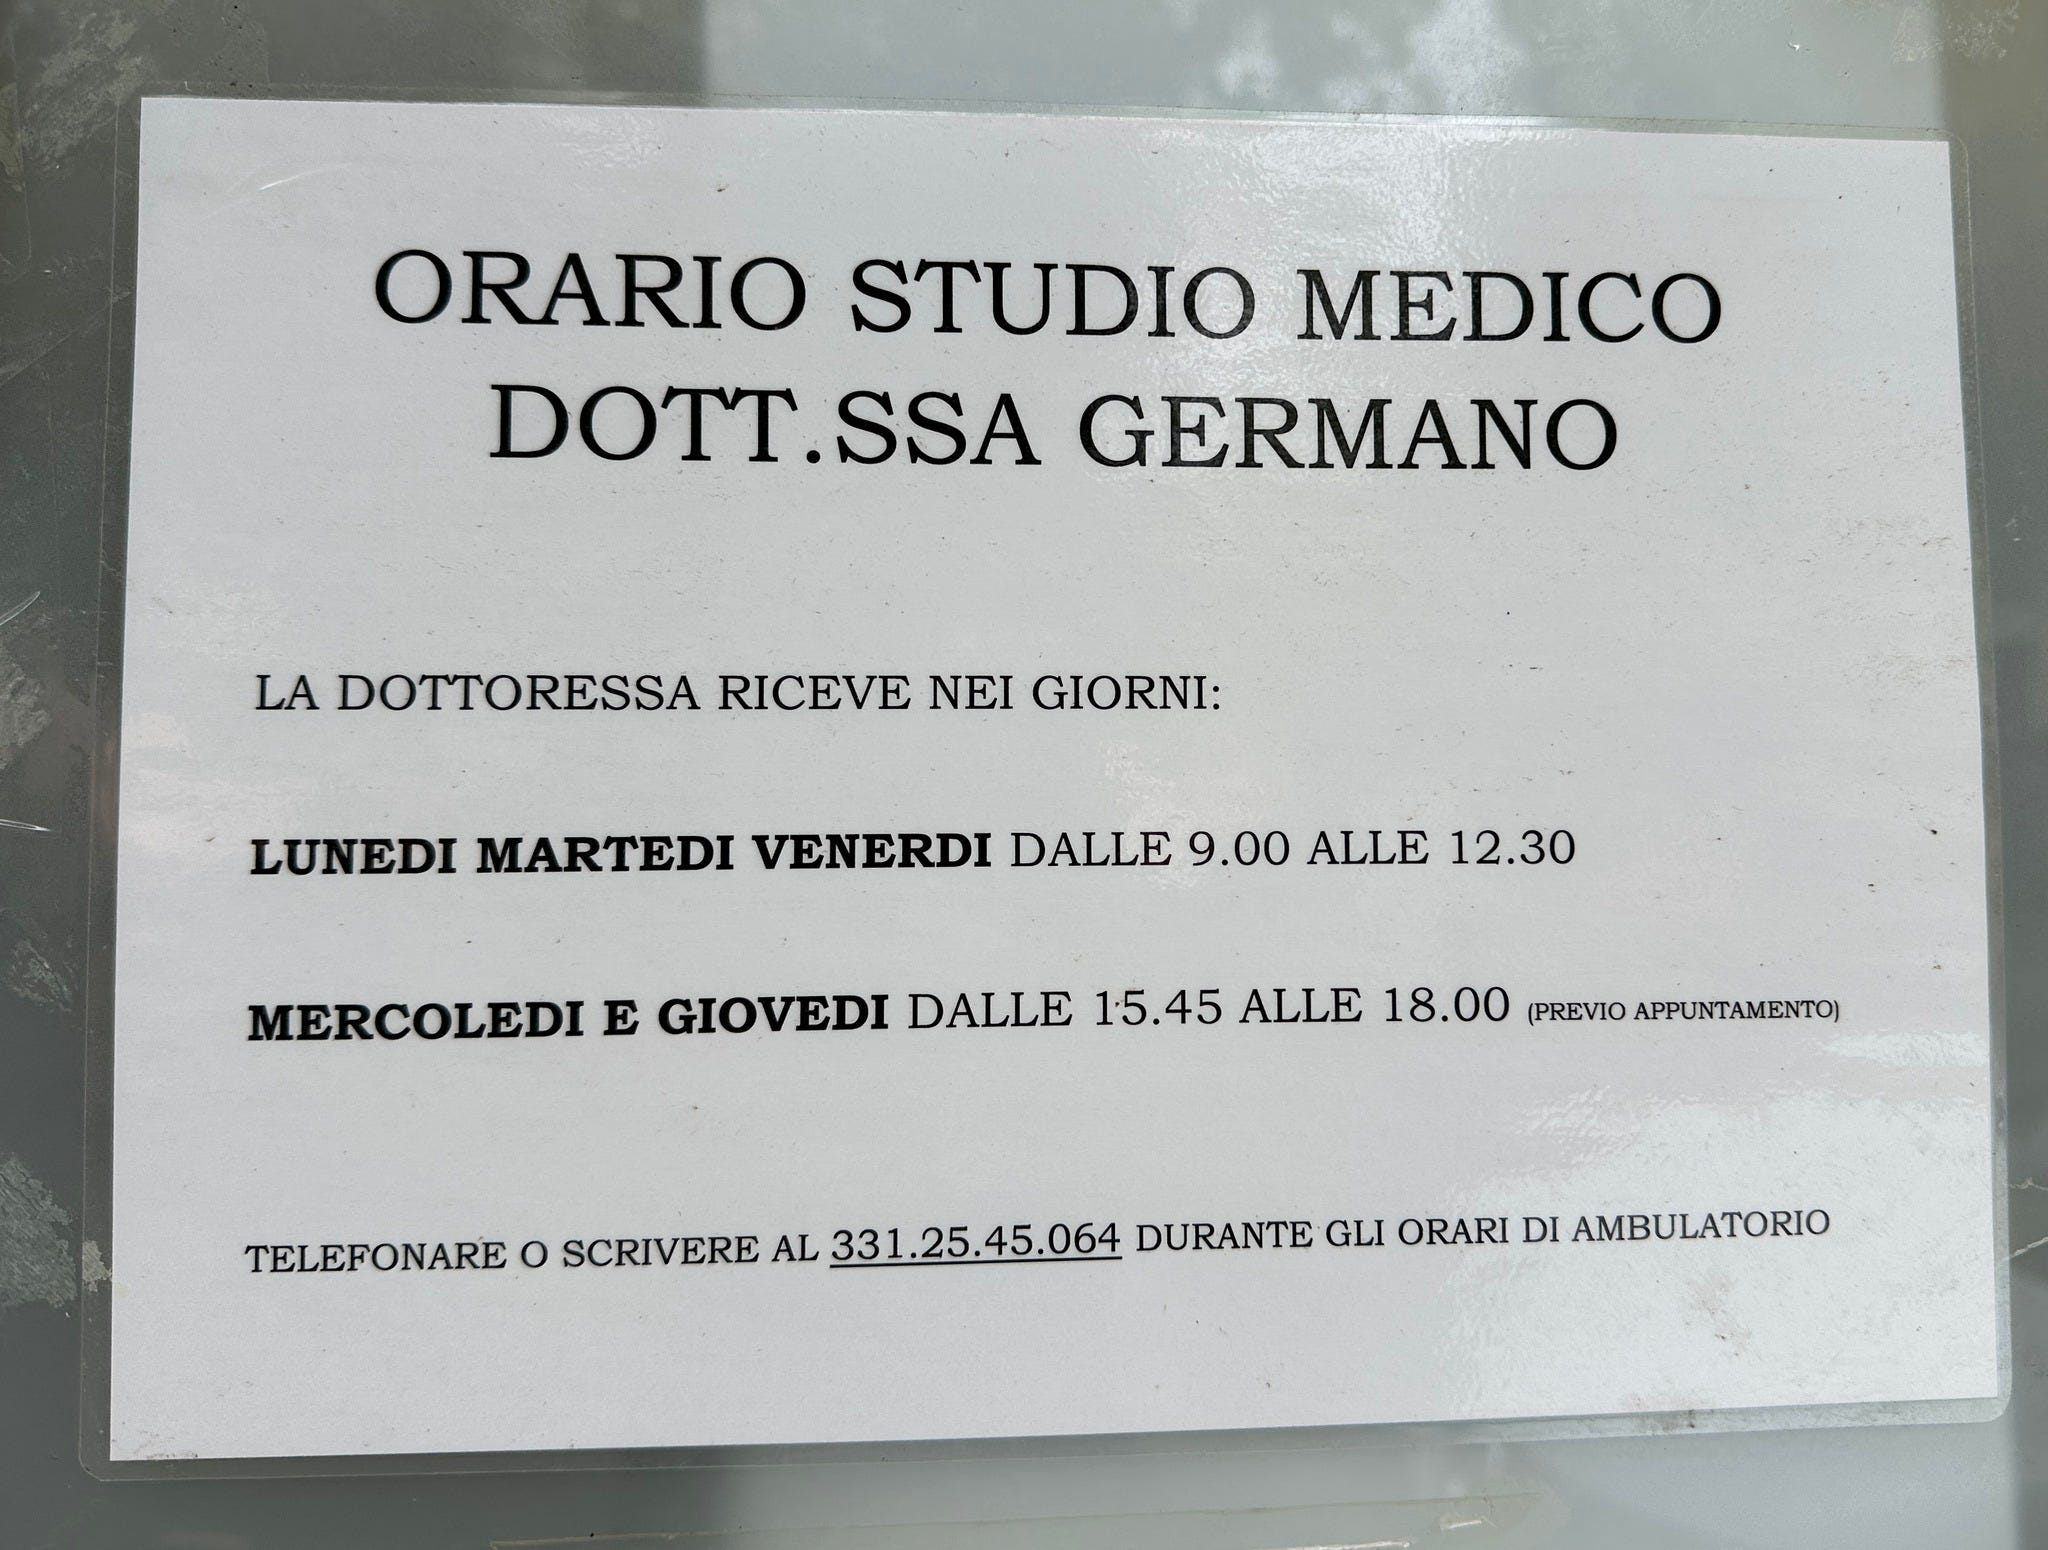 ORARIO STUDIO MEDICO
DOTT.SSA GERMANO
LA DOTTORESSA RICEVE NEI GIORNI:
LUNEDI MARTEDI VENERDI DALLE 9.00 ALLE 12.30
MERCOLEDI E GIOVEDI DALLE 15.45 ALLE 18.00 (PREVIO APPUNTAMENTO)
TELEFONARE O SCRIVERE AL 331.25.45.064 DURANTE GLI ORARI DI AMBULATORIO